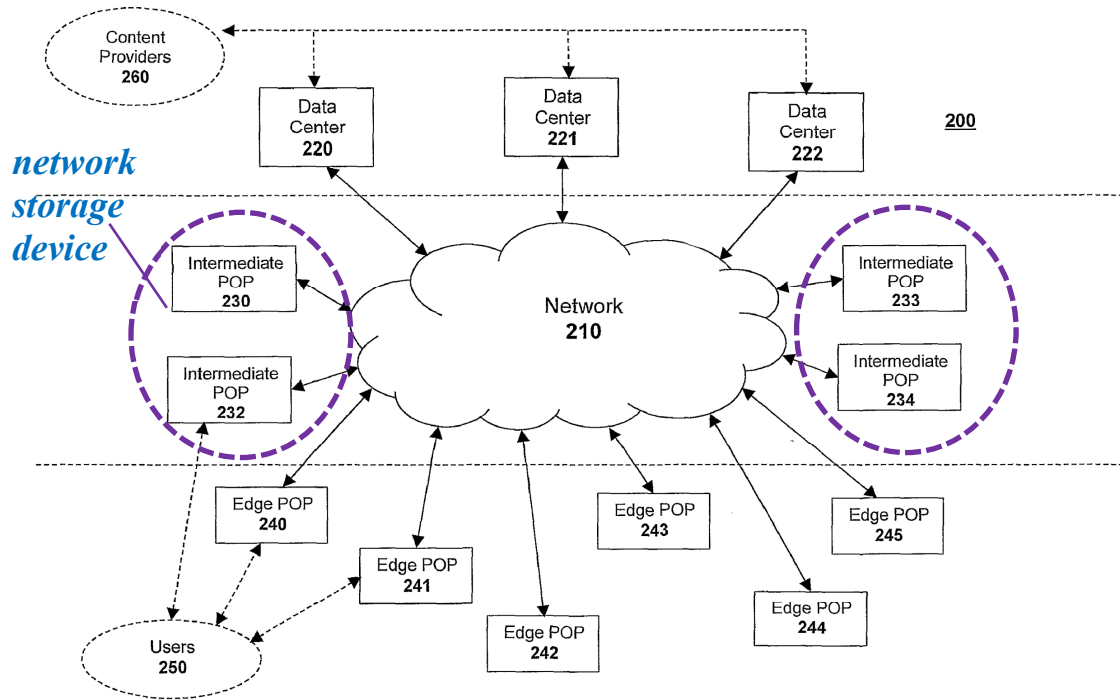 Content
Providers
260
Data
Center
220
Data
Center
221
Data
Center
222
200
network
storage
device
Intermediate
POP
230
Intermediate
POP
232
Network
210
Intermediate
POP
233
Intermediate
POP
234
Edge POP
240
Edge POP
241
Edge POP
242
Edge POP
243
Edge POP
244
Edge POP
245
Users
250